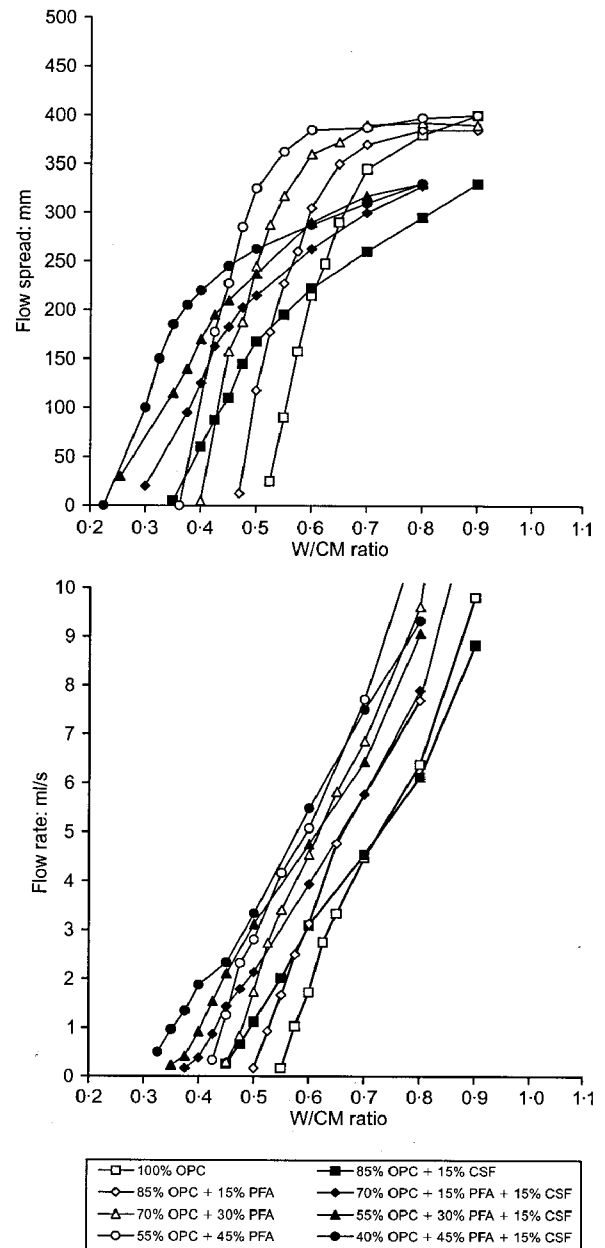 500
450
400
350
300
250
200
150
100
50
0
Flow spread: mm
0·2 0·3 0·4 0·5 0·6 0·7 0·8 0·9 1·0 1·1
W/CM ratio
10
9
8
7
6
5
4
3
2
1
0
Flow rate: ml/s
0·2 0·3 0·4 0·5 0·6 0·7 0·8 0·9 1·0 1·1
W/CM ratio
100% OPC 85% OPC + 15% CSF
85% OPC + 15% PFA 70% OPC + 15% PFA + 15% CSF
70% OPC + 30% PFA 55% OPC + 30% PFA + 15% CSF
55% OPC + 45% PFA 40% OPC + 45% PFA + 15% CSF